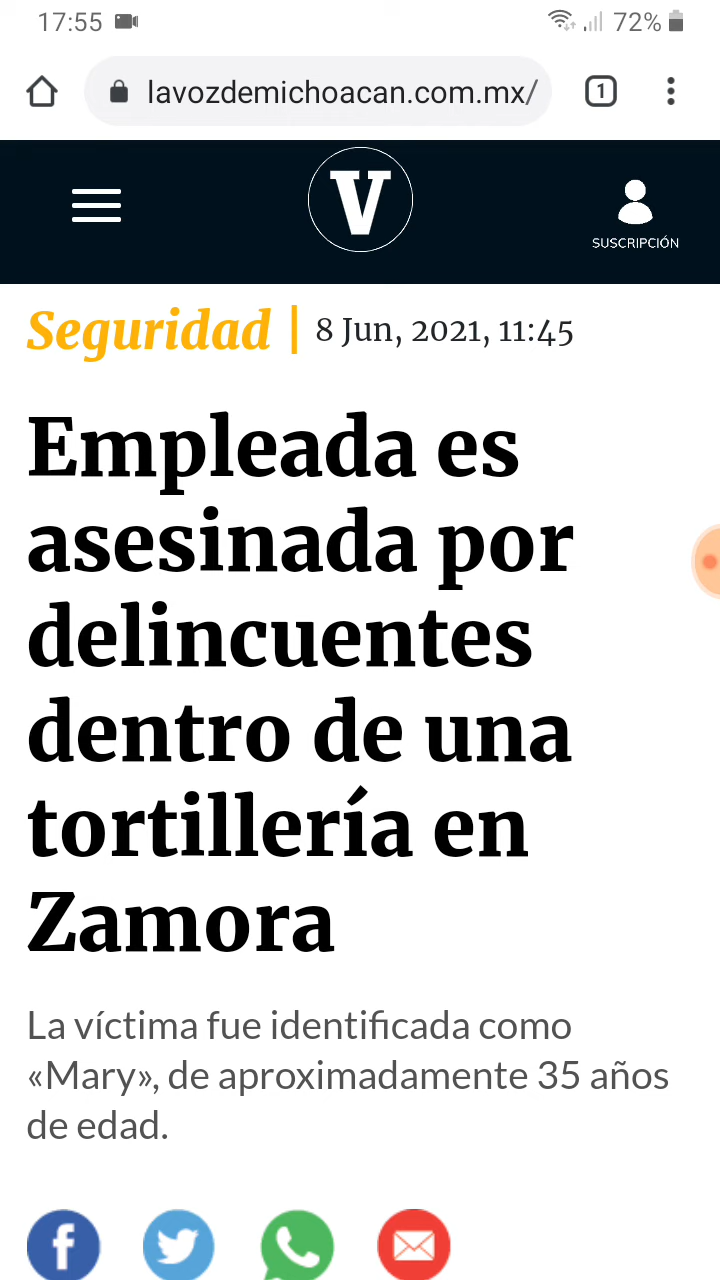 17:55 72%
lavozdemichoacan.com.mx/ 1
V
SUSCRIPCIÓN
Seguridad | 8 Jun, 2021, 11:45
Empleada es
asesinada por
delincuentes
dentro de una
tortillería en
Zamora
La víctima fue identificada como
«Mary», de aproximadamente 35 años
de edad.